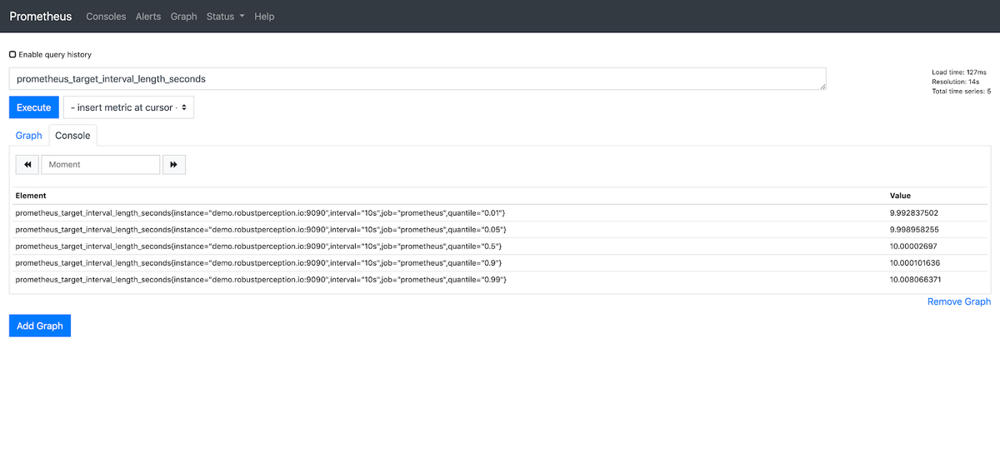 Prometheus Consoles Alerts Graph Status Help
Enable query history
prometheus_target_interval_length_seconds
Load time: 127ms
Resolution: 14s
Total time series: 5
Execute - insert metric at cursor -
Graph Console
Moment
Element Value
prometheus_target_interval_length_seconds{instance="demo.robustperception.io:9090",interval="10s",job="prometheus",quantile="0.01"} 9.992837502
prometheus_target_interval_length_seconds{instance="demo.robustperception.io:9090",interval="10s",job="prometheus",quantile="0.05"} 9.998958255
prometheus_target_interval_length_seconds{instance="demo.robustperception.io:9090",interval="10s",job="prometheus",quantile="0.5"} 10.00002697
prometheus_target_interval_length_seconds{instance="demo.robustperception.io:9090",interval="10s",job="prometheus",quantile="0.9"} 10.000101636
prometheus_target_interval_length_seconds{instance="demo.robustperception.io:9090",interval="10s",job="prometheus",quantile="0.99"} 10.008066371
Remove Graph
Add Graph